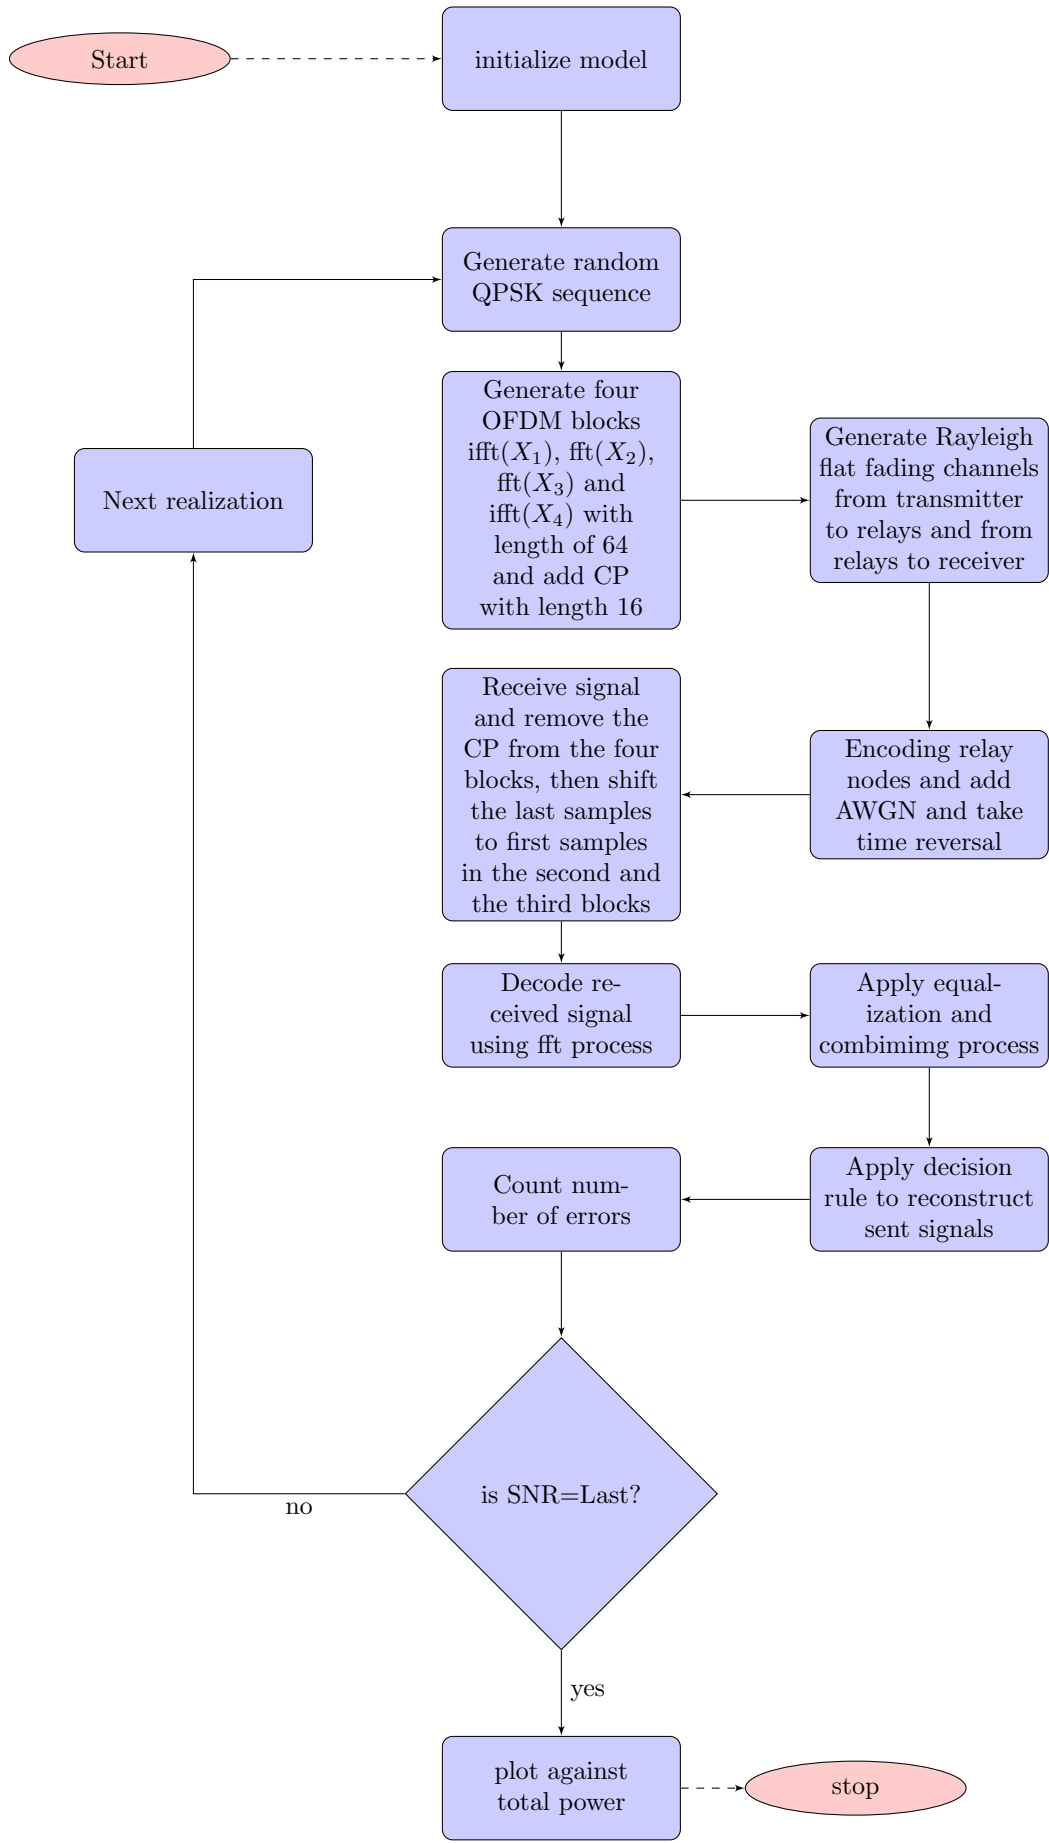 Start
initialize model
Generate random
QPSK sequence
Generate four
OFDM blocks
ifft(X₁), fft(X₂),
fft(X₃) and
ifft(X₄) with
length of 64
and add CP
with length 16
Generate Rayleigh
flat fading channels
from transmitter
to relays and from
relays to receiver
Next realization
Receive signal
and remove the
CP from the four
blocks, then shift
the last samples
to first samples
in the second and
the third blocks
Encoding relay
nodes and add
AWGN and take
time reversal
Decode re-
ceived signal
using fft process
Apply equal-
ization and
combimimg process
Count num-
ber of errors
Apply decision
rule to reconstruct
sent signals
is SNR=Last?
no
yes
plot against
total power
stop